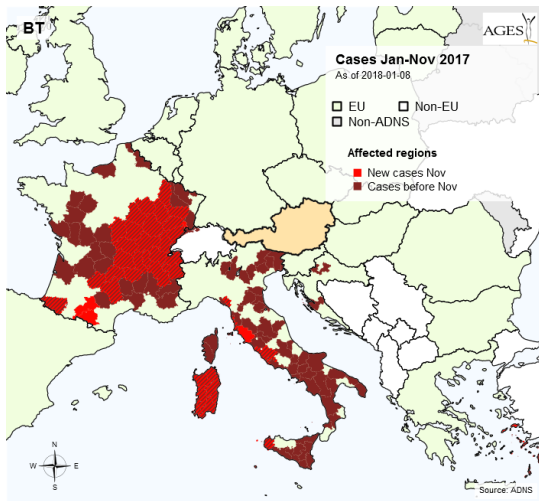 BT
AGES
Cases Jan-Nov 2017
As of 2018-01-08
EU Non-EU
Non-ADNS
Affected regions
New cases Nov
Cases before Nov
N
W E
S
Source: ADNS